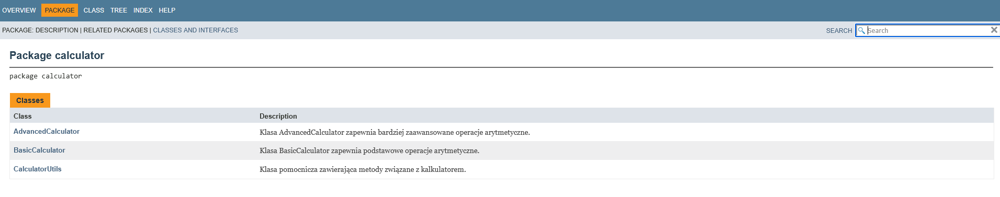 OVERVIEW PACKAGE CLASS TREE INDEX HELP
PACKAGE: DESCRIPTION | RELATED PACKAGES | CLASSES AND INTERFACES SEARCH Search
Package calculator
package calculator
Classes
Class Description
AdvancedCalculator Klasa AdvancedCalculator zapewnia bardziej zaawansowane operacje arytmetyczne.
BasicCalculator Klasa BasicCalculator zapewnia podstawowe operacje arytmetyczne.
CalculatorUtils Klasa pomocnicza zawierająca metody związane z kalkulatorem.